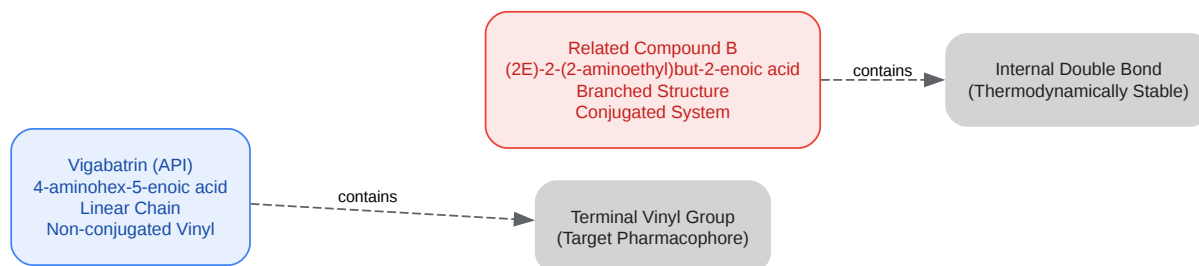 Related Compound B
(2E)-2-(2-aminoethyl)but-2-enoic acid
Branched Structure
Conjugated System
contains
Internal Double Bond
(Thermodynamically Stable)
Vigabatrin (API)
4-aminohex-5-enoic acid
Linear Chain
Non-conjugated Vinyl
contains
Terminal Vinyl Group
(Target Pharmacophore)